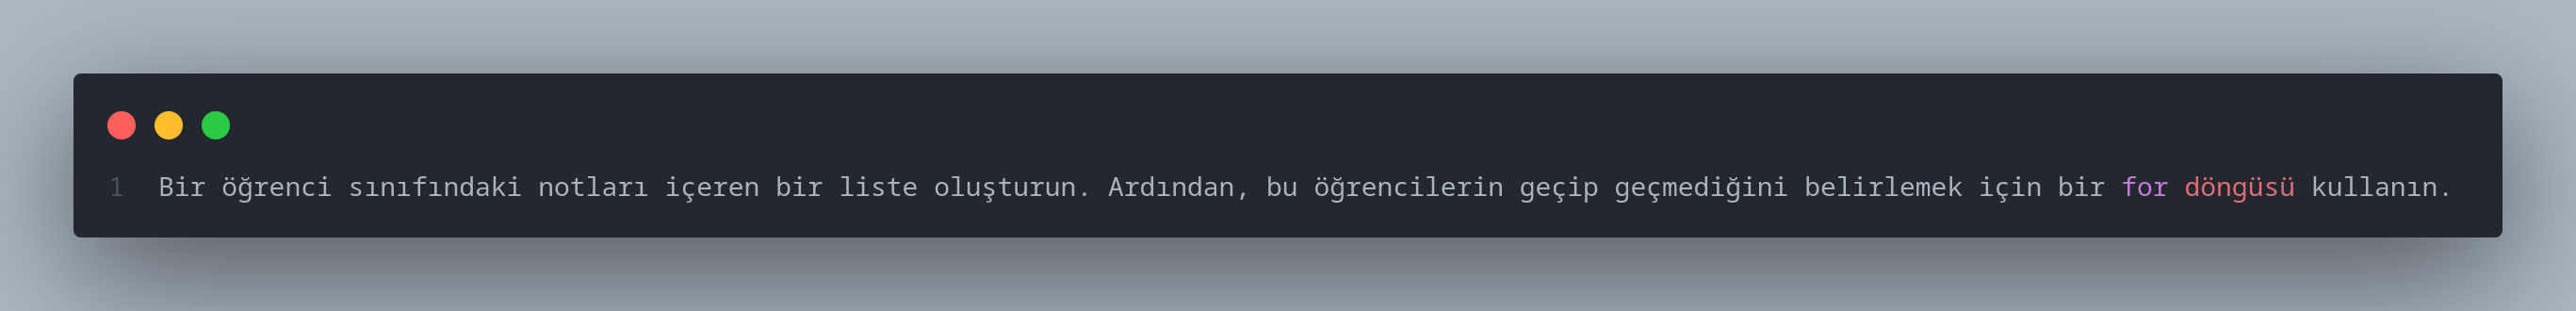 1 Bir öğrenci sınıfındaki notları içeren bir liste oluşturun. Ardından, bu öğrencilerin geçip geçmediğini belirlemek için bir for döngüsü kullanın.